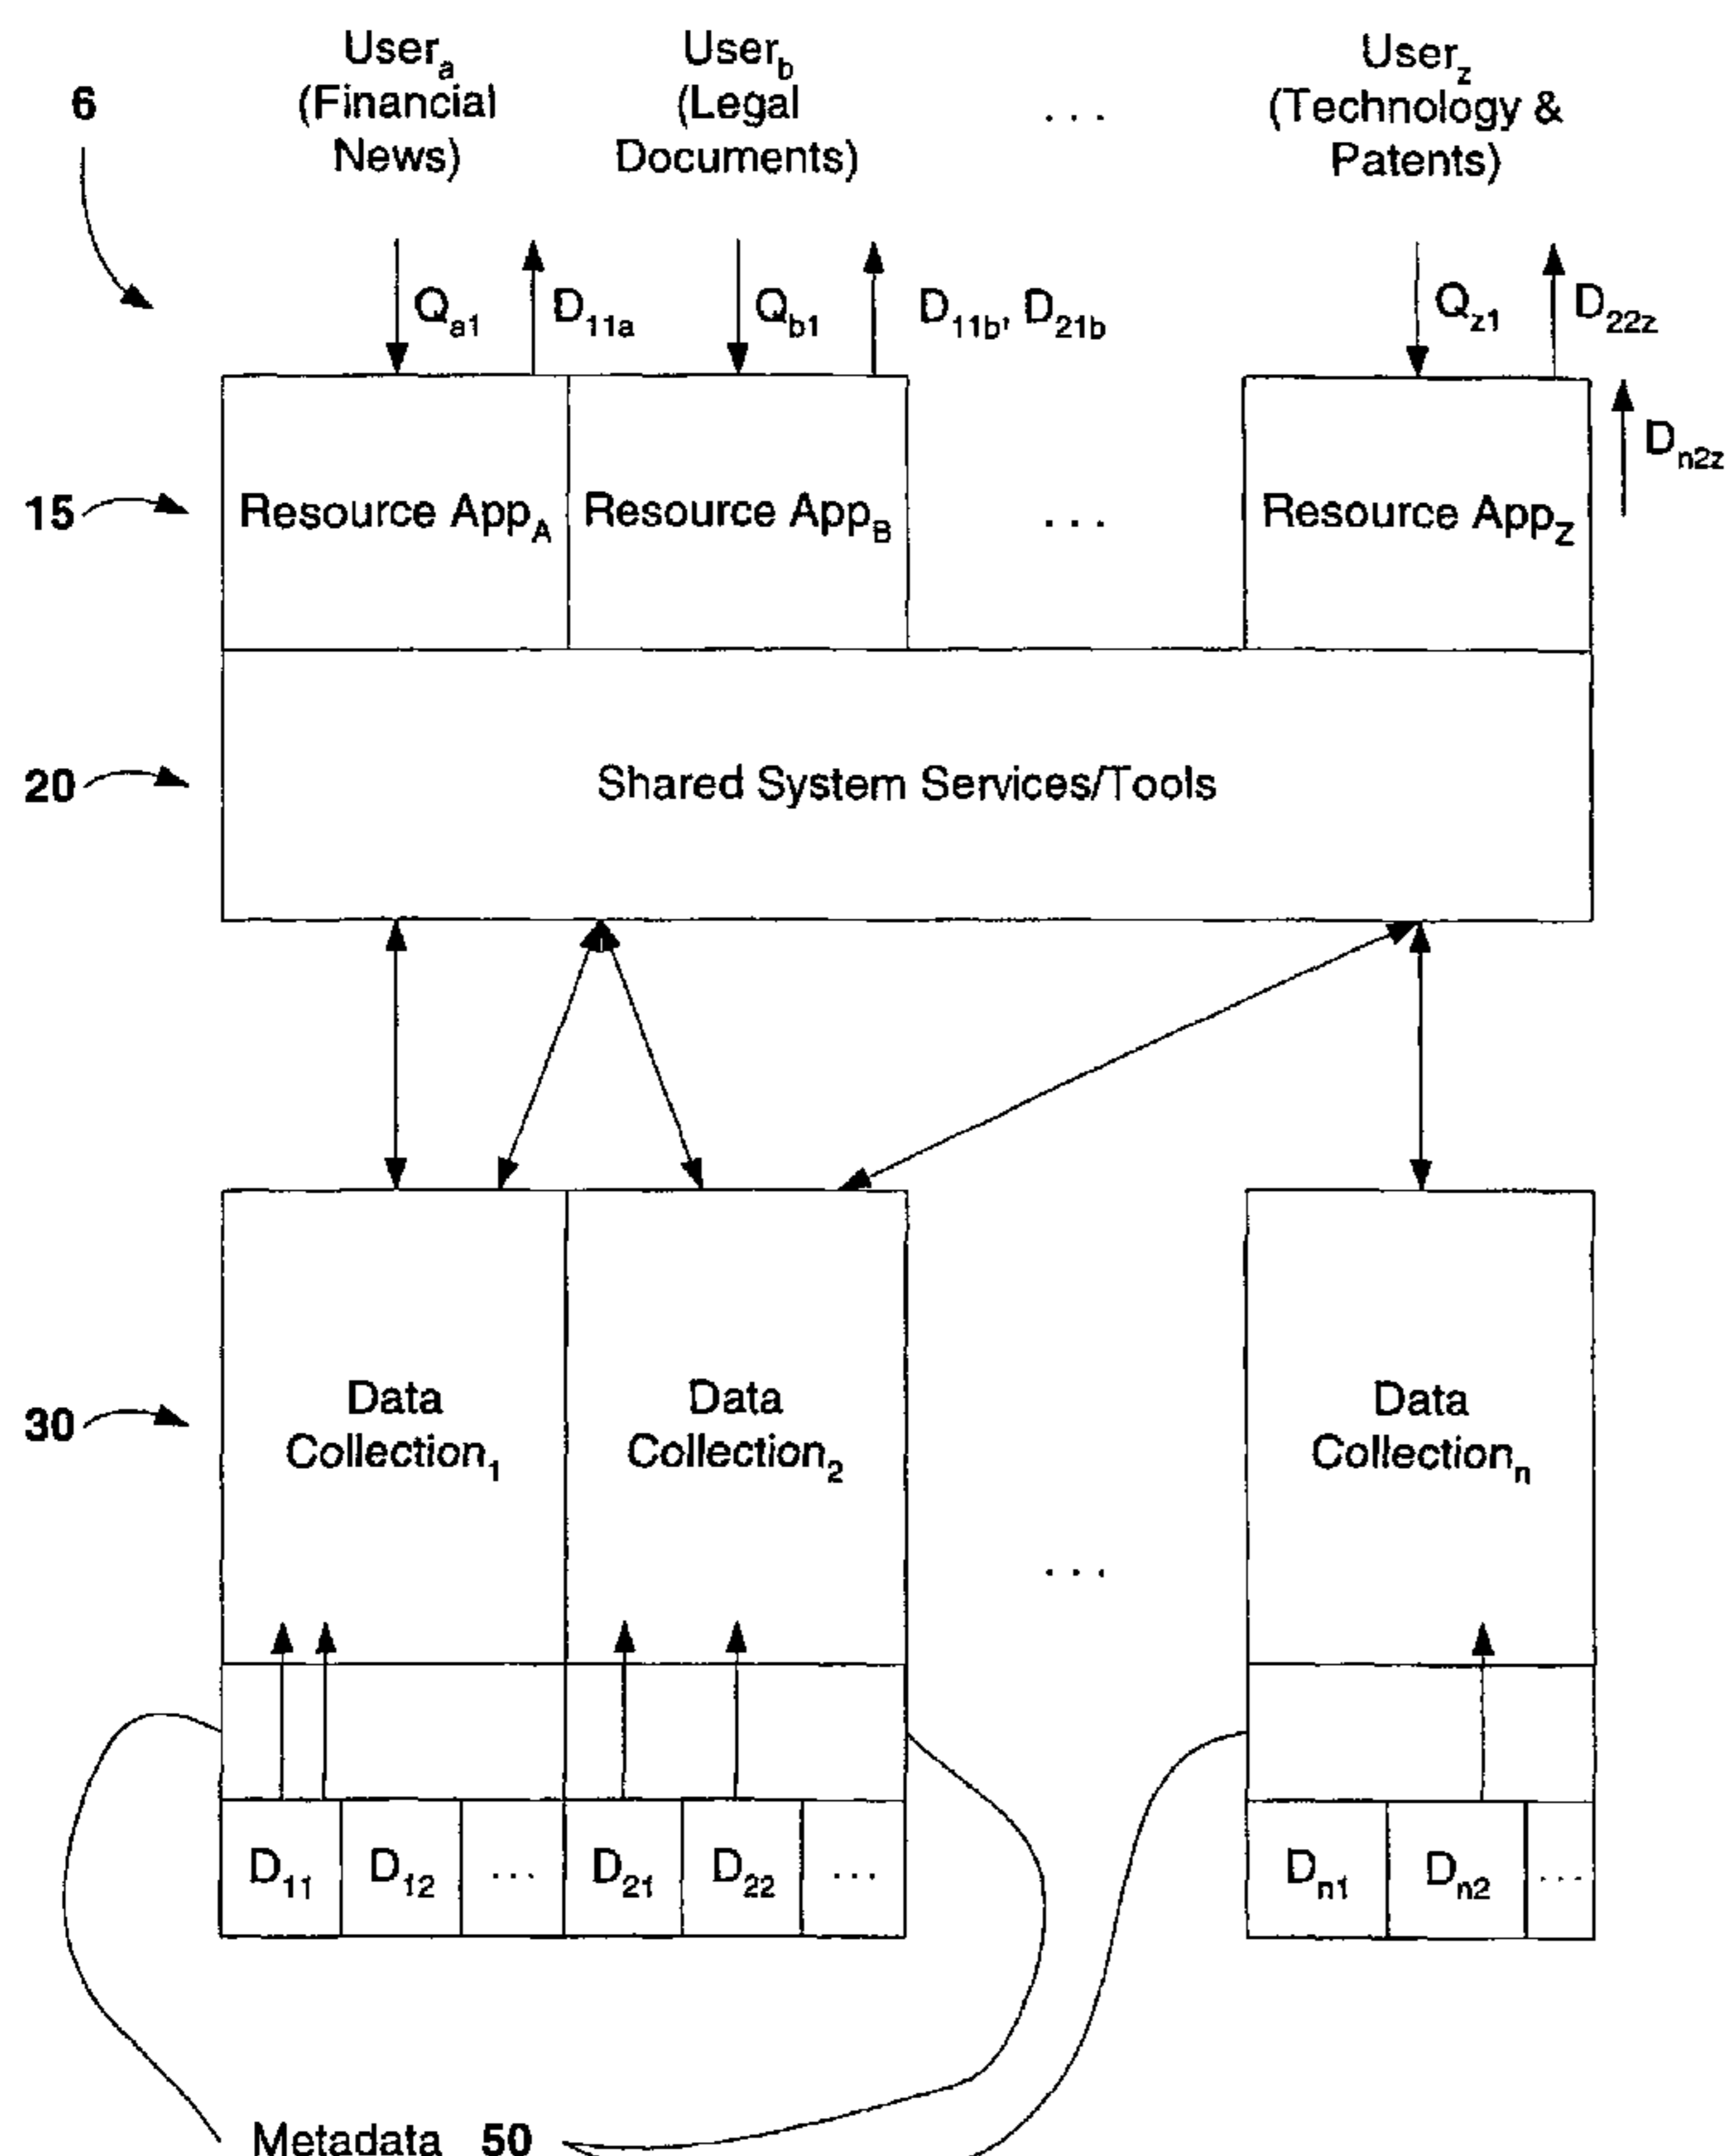 6
User_a
(Financial
News)
User_b
(Legal
Documents)
...
User_z
(Technology &
Patents)
Q_a1
D_11a
Q_b1
D_11b, D_21b
Q_z1
D_22z
D_n2z
15
Resource App_A
Resource App_B
...
Resource App_Z
20
Shared System Services/Tools
30
Data
Collection_1
Data
Collection_2
...
Data
Collection_n
D_11
D_12
...
D_21
D_22
...
D_n1
D_n2
...
Metadata 50